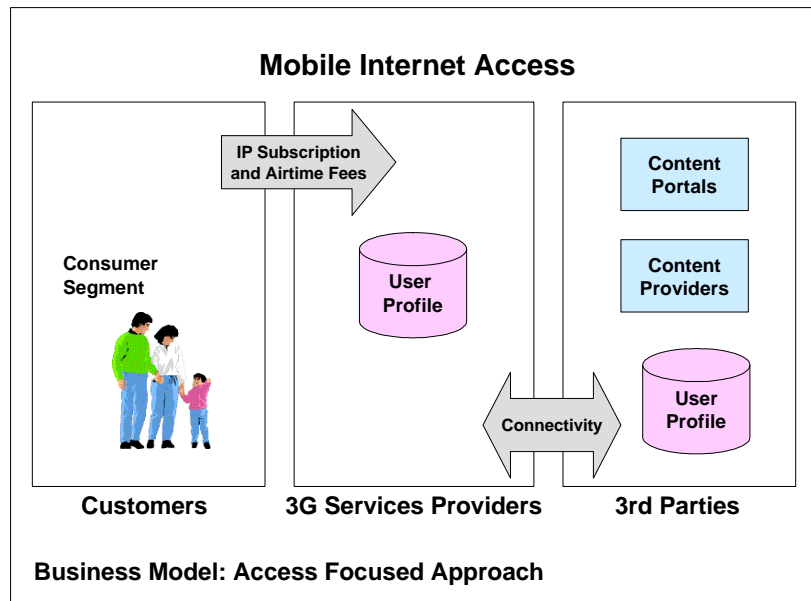 Mobile Internet Access
IP Subscription
and Airtime Fees
Consumer
Segment
User
Profile
Content
Portals
Content
Providers
User
Profile
Connectivity
Customers
3G Services Providers
3rd Parties
Business Model: Access Focused Approach